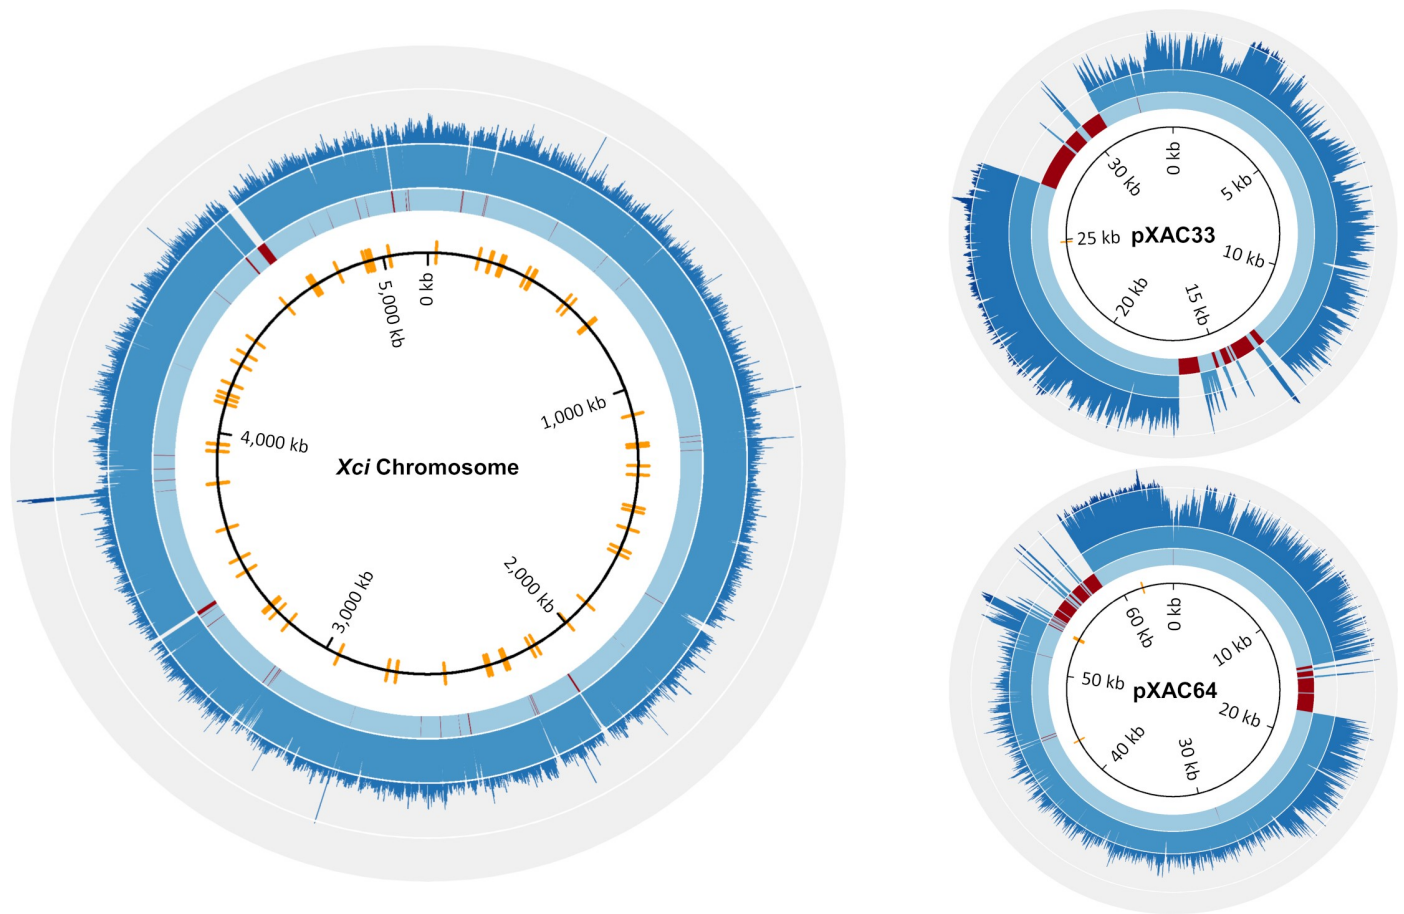 0 kb
1,000 kb
2,000 kb
3,000 kb
4,000 kb
5,000 kb
Xci Chromosome
0 kb
5 kb
10 kb
15 kb
20 kb
25 kb
30 kb
pXAC33
0 kb
10 kb
20 kb
30 kb
40 kb
50 kb
60 kb
pXAC64